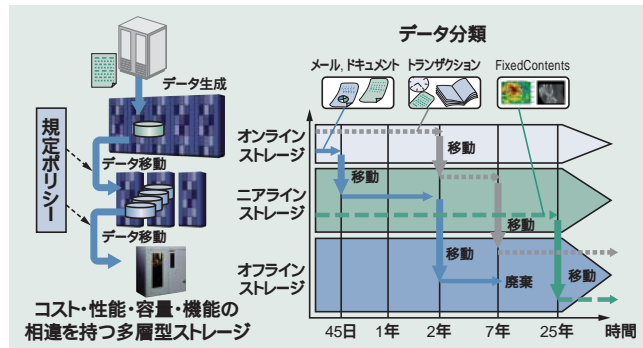 データ生成
規定ポリシー
データ移動
データ移動
コスト・性能・容量・機能の
相違を持つ多層型ストレージ
データ分類
メール,ドキュメント
トランザクション
FixedContents
オンライン
ストレージ
ニアライン
ストレージ
オフライン
ストレージ
移動
移動
移動
移動
廃棄
移動
45日
1年
2年
7年
25年
時間